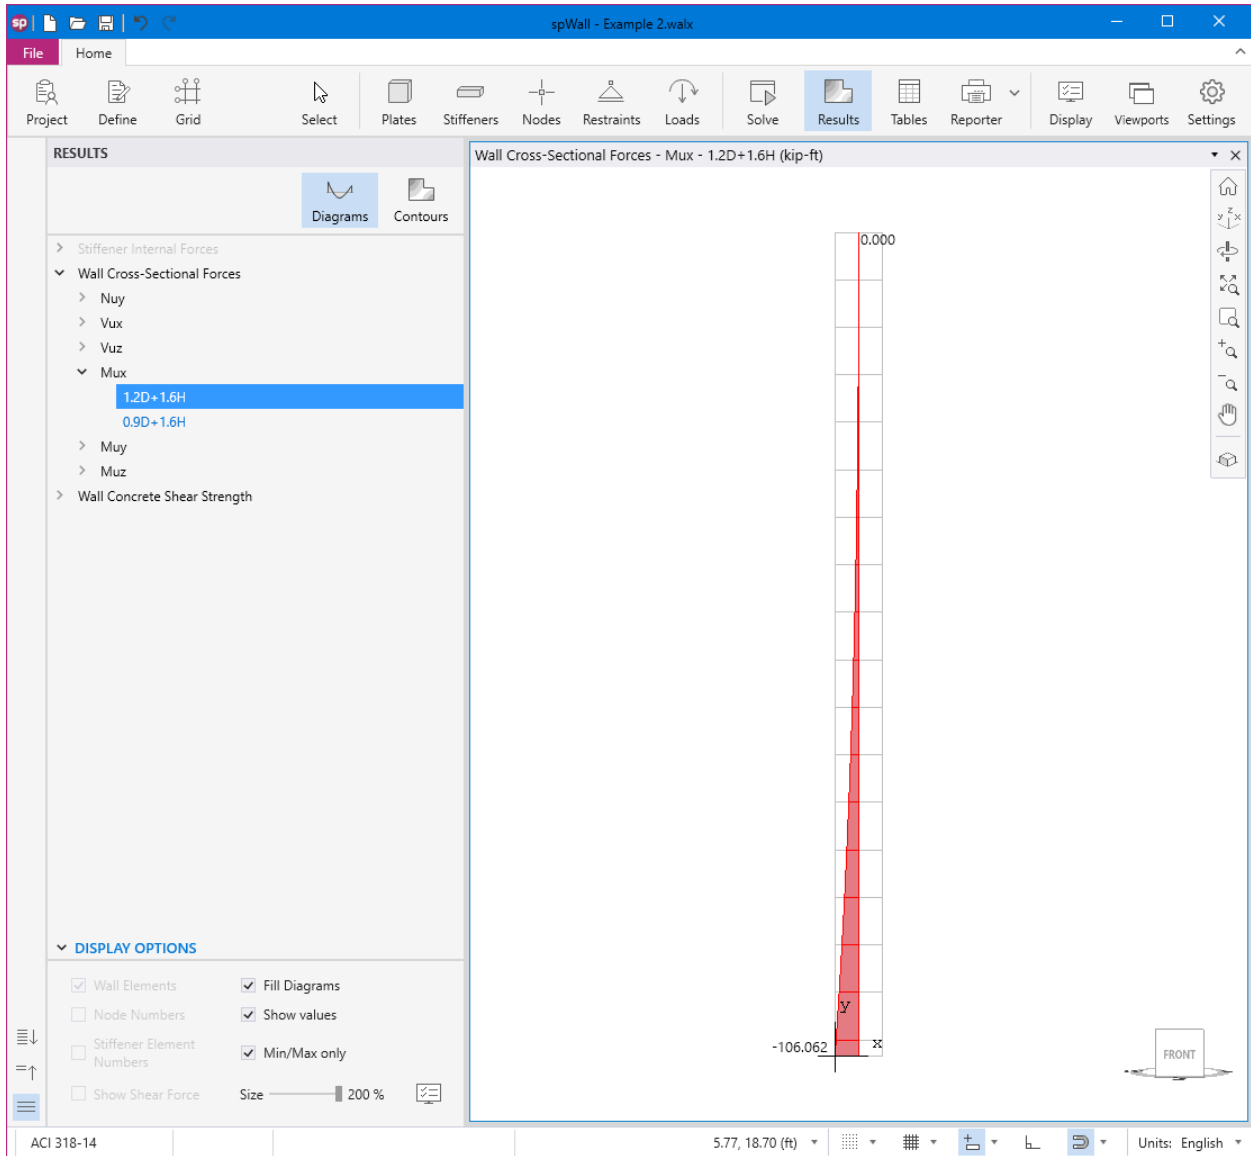 sp
spWall - Example 2.walx
File Home
Project Define Grid Select Plates Stiffeners Nodes Restraints Loads Solve Results Tables Reporter Display Viewports Settings
RESULTS
Wall Cross-Sectional Forces - Mux - 1.2D+1.6H (kip-ft)
Diagrams Contours
Stiffener Internal Forces
Wall Cross-Sectional Forces
Nuy
Vux
Vuz
Mux
1.2D+1.6H
0.9D+1.6H
Muy
Muz
Wall Concrete Shear Strength
0.000
y z x
y
-106.062
x
FRONT
DISPLAY OPTIONS
Wall Elements Fill Diagrams
Node Numbers Show values
Stiffener Element
Numbers
Min/Max only
Show Shear Force Size 200 %
ACI 318-14 5.77, 18.70 (ft) Units: English